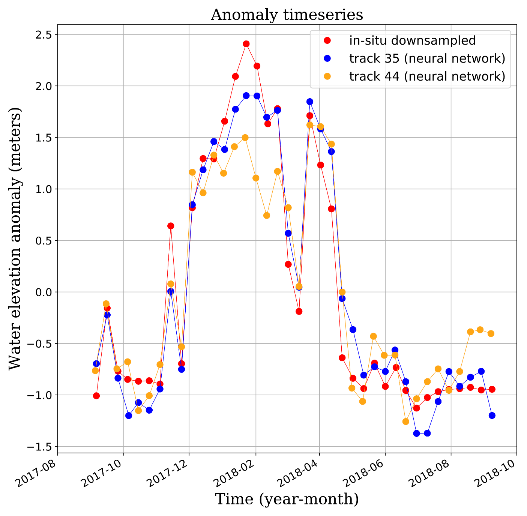 Anomaly timeseries
in-situ downsampled
track 35 (neural network)
track 44 (neural network)
Water elevation anomaly (meters)
2.5
2.0
1.5
1.0
0.5
0.0
−0.5
−1.0
−1.5
2017-08
2017-10
2017-12
2018-02
2018-04
2018-06
2018-08
2018-10
Time (year-month)